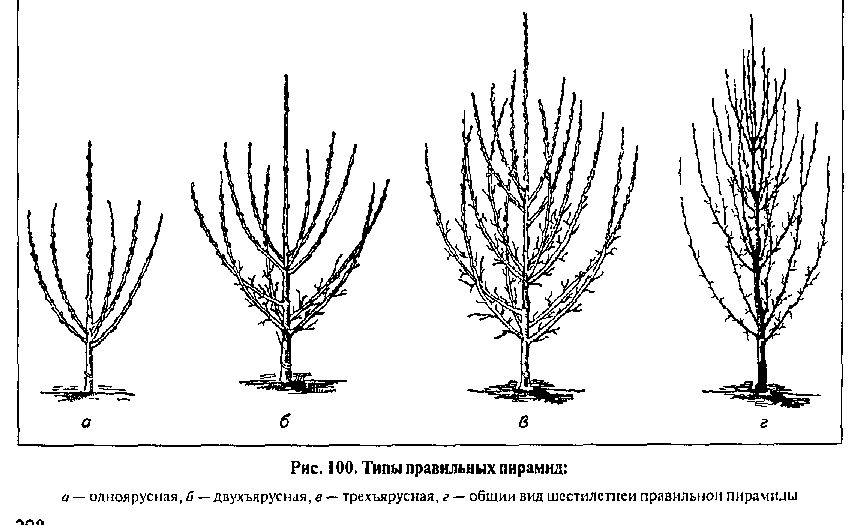 а б в г
Рис. 100. Типы правильных пирамид:
а — одноярусная, б — двухъярусная, в — трехъярусная, г — общий вид шестилетней правильной пирамиды